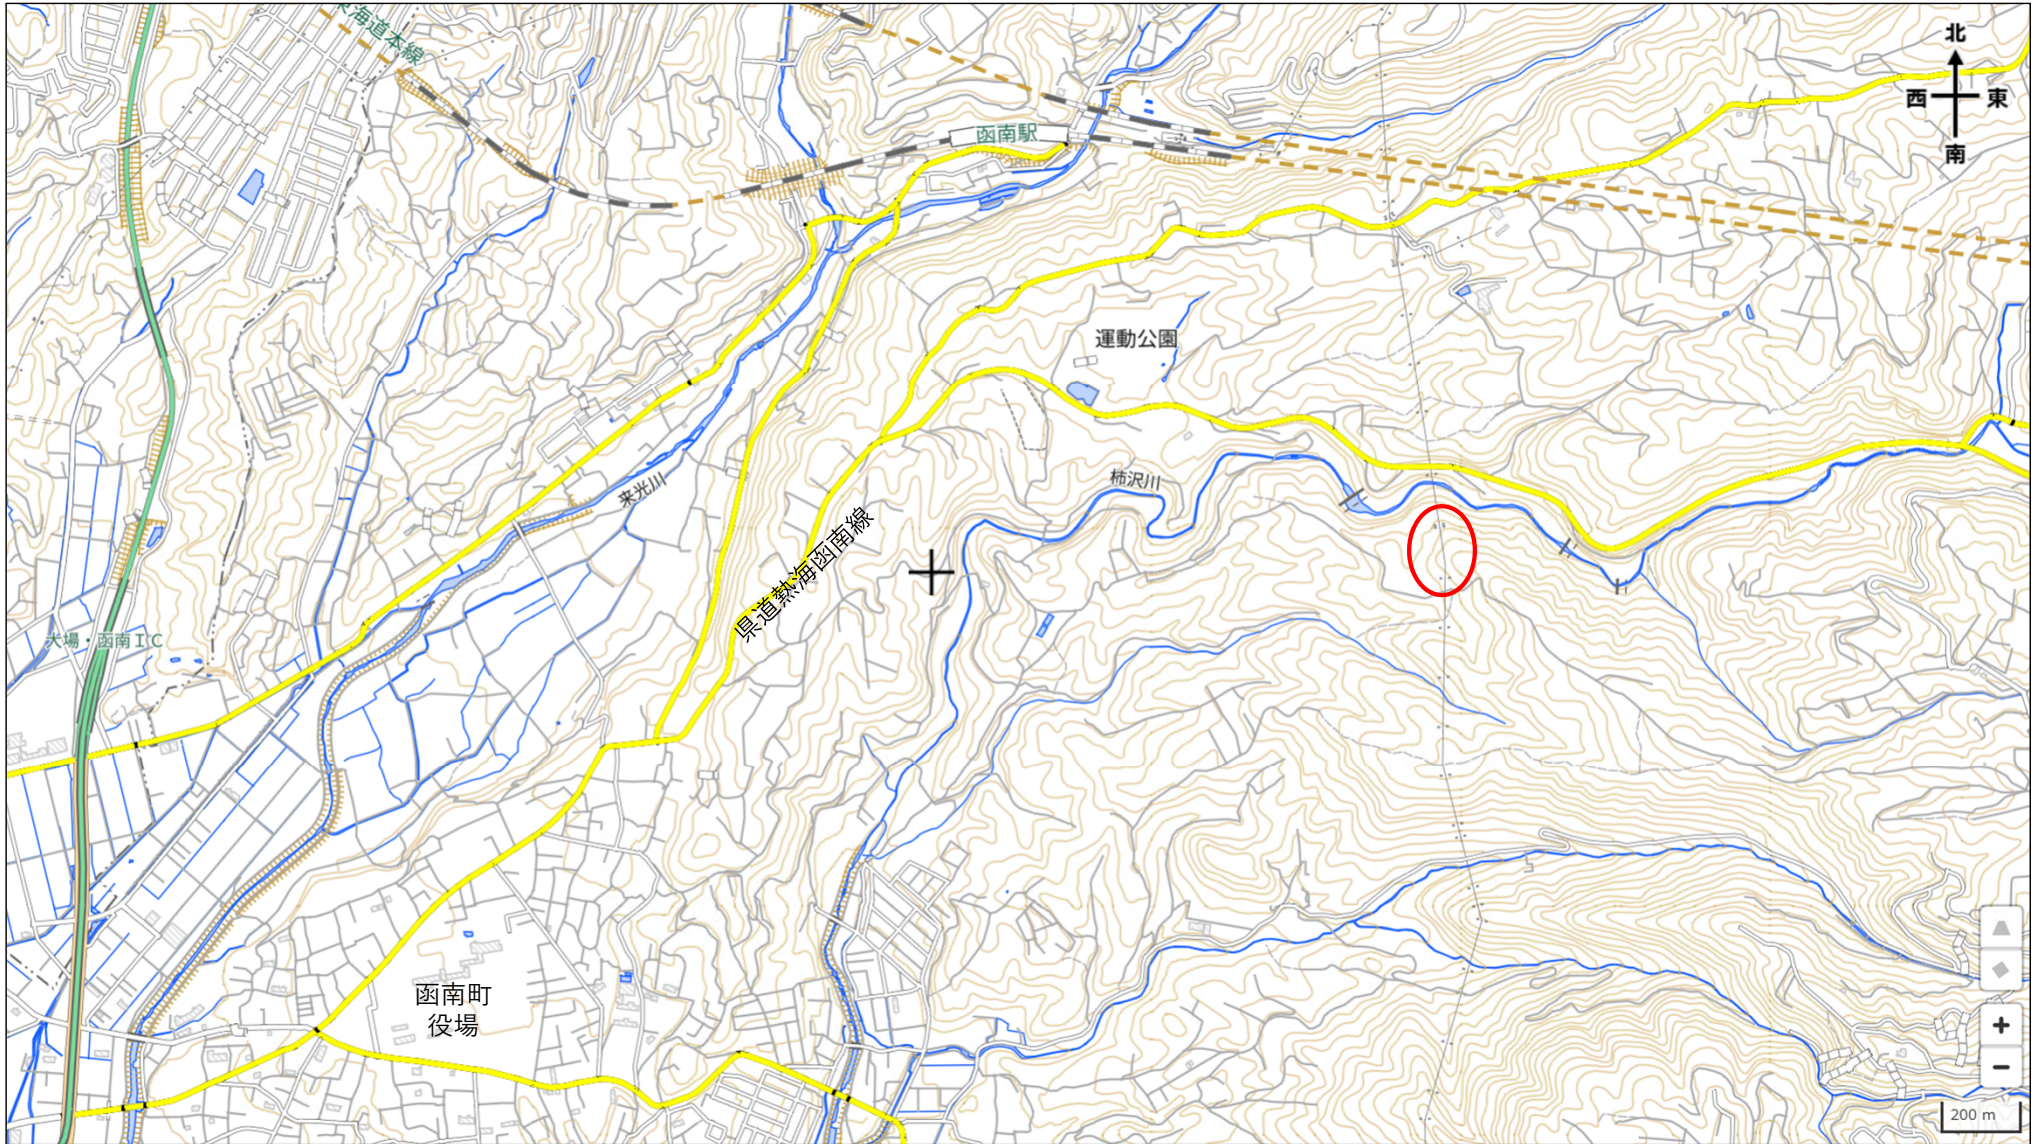 東海道本線
北
西
東
南
函南駅
運動公園
柿沢川
来光川
県道熱海函南線
大場・函南IC
函南町
役場
+
−
200 m